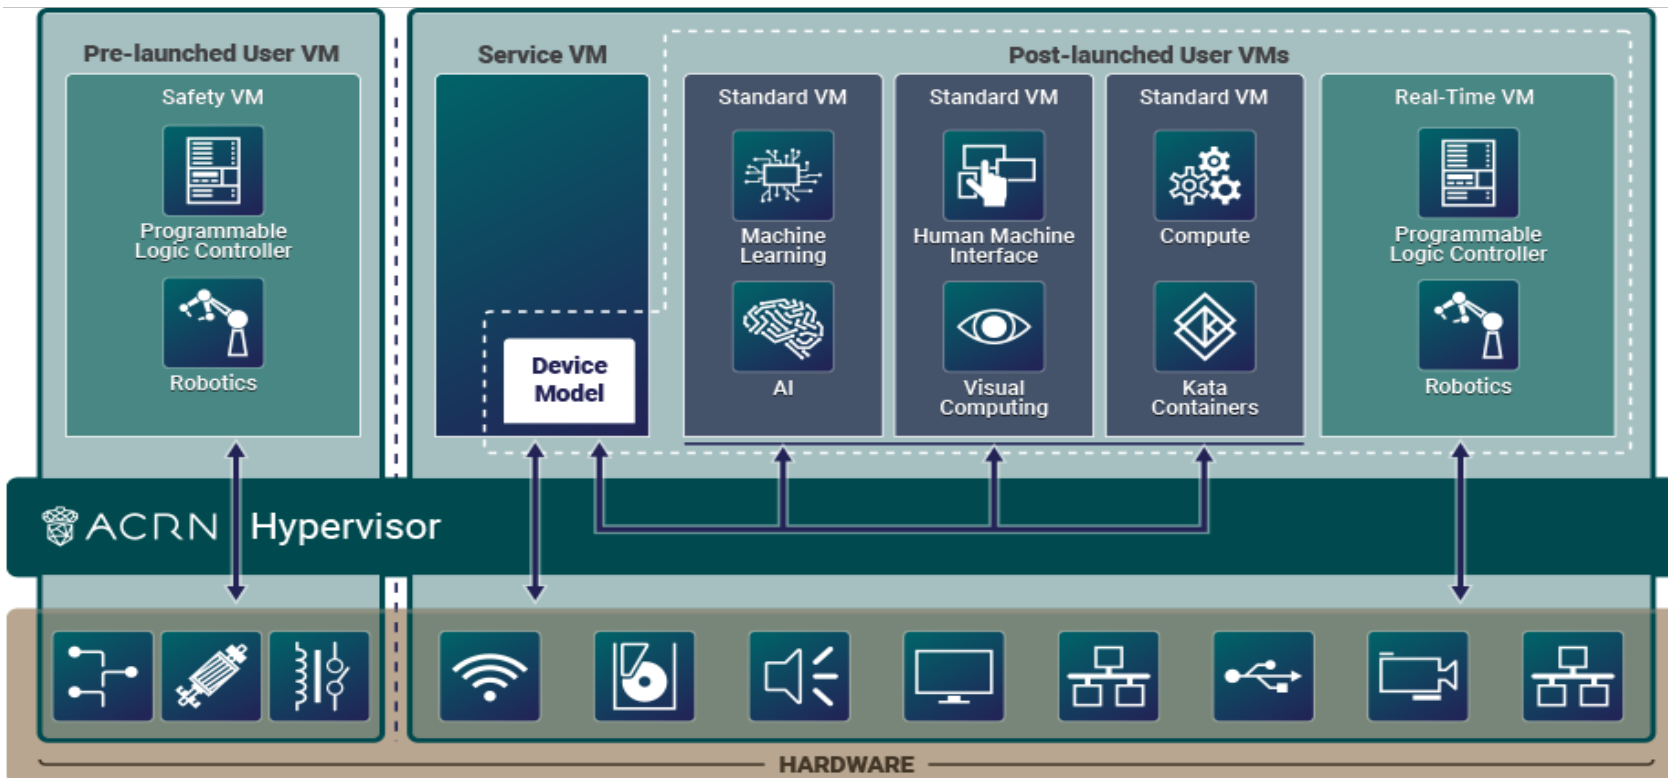 Pre-launched User VM
Safety VM
Programmable
Logic Controller
Robotics
Service VM
Device
Model
Post-launched User VMs
Standard VM
Machine
Learning
AI
Standard VM
Human Machine
Interface
Visual
Computing
Standard VM
Compute
Kata
Containers
Real-Time VM
Programmable
Logic Controller
Robotics
ACRN Hypervisor
HARDWARE